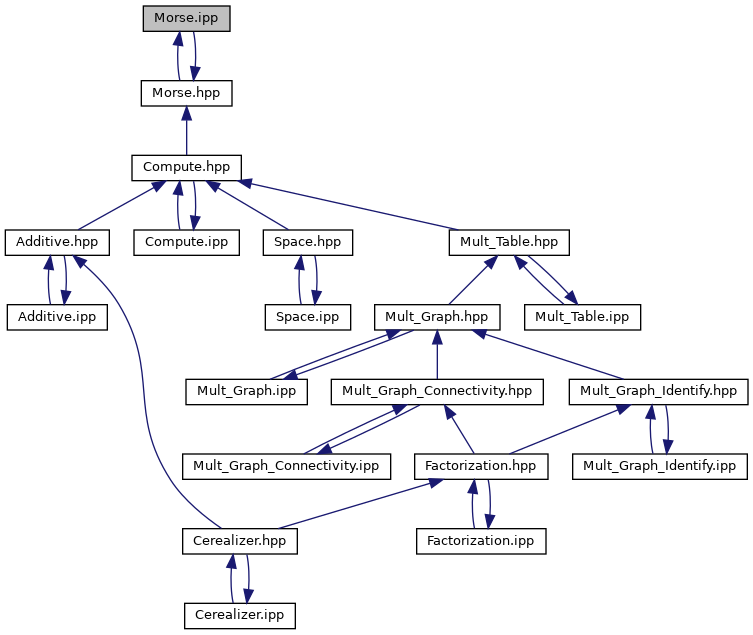 Morse.ipp
Morse.hpp
Compute.hpp
Additive.hpp
Compute.ipp
Space.hpp
Mult_Table.hpp
Additive.ipp
Space.ipp
Mult_Graph.hpp
Mult_Table.ipp
Mult_Graph.ipp
Mult_Graph_Connectivity.hpp
Mult_Graph_Identify.hpp
Mult_Graph_Connectivity.ipp
Factorization.hpp
Mult_Graph_Identify.ipp
Cerealizer.hpp
Factorization.ipp
Cerealizer.ipp